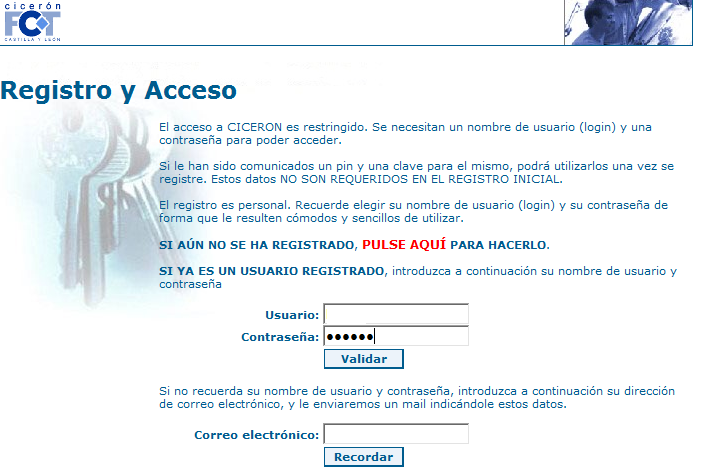 cicerón
FCT
CASTILLA Y LEÓN
Registro y Acceso
El acceso a CICERON es restringido. Se necesitan un nombre de usuario (login) y una
contraseña para poder acceder.
Si le han sido comunicados un pin y una clave para el mismo, podrá utilizarlos una vez se
registre. Estos datos NO SON REQUERIDOS EN EL REGISTRO INICIAL.
El registro es personal. Recuerde elegir su nombre de usuario (login) y su contraseña de
forma que le resulten cómodos y sencillos de utilizar.
SI AÚN NO SE HA REGISTRADO, PULSE AQUÍ PARA HACERLO.
SI YA ES UN USUARIO REGISTRADO, introduzca a continuación su nombre de usuario y
contraseña
Usuario:
Contraseña: ●●●●●●
Validar
Si no recuerda su nombre de usuario y contraseña, introduzca a continuación su dirección
de correo electrónico, y le enviaremos un mail indicándole estos datos.
Correo electrónico:
Recordar